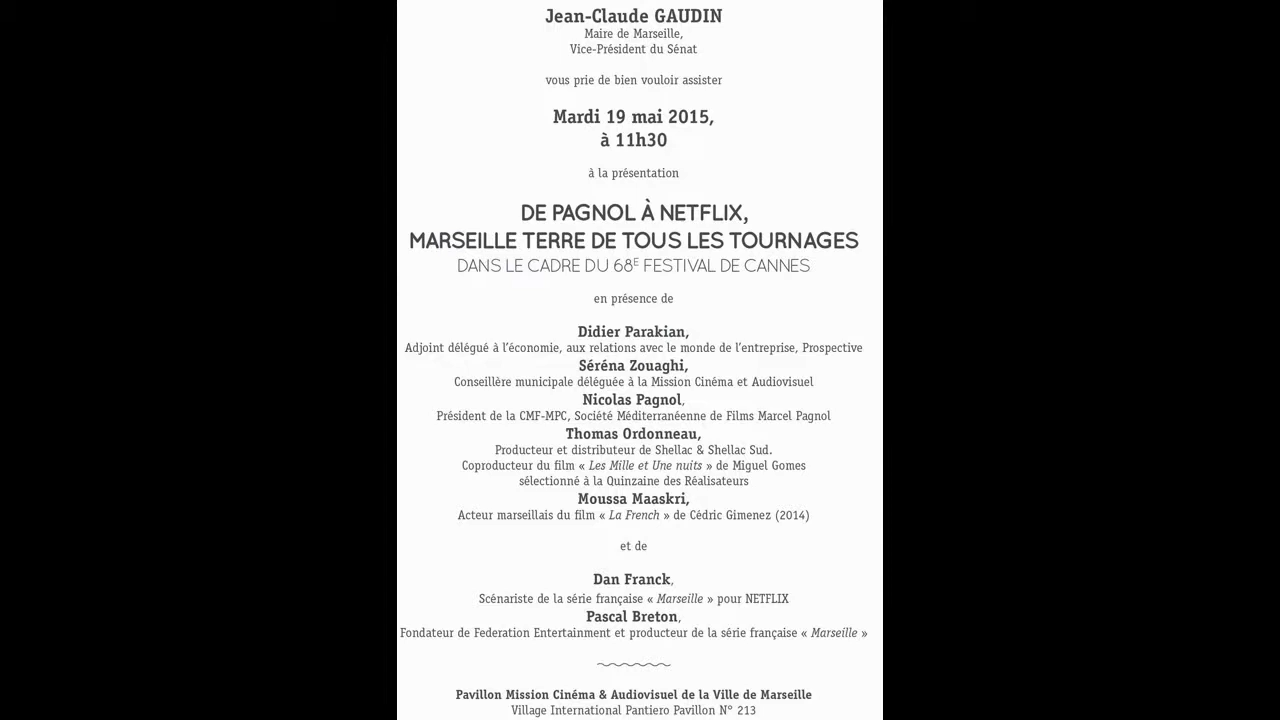 Jean-Claude GAUDIN
Maire de Marseille,
Vice-Président du Sénat
vous prie de bien vouloir assister
Mardi 19 mai 2015,
à 11h30
à la présentation
DE PAGNOL À NETFLIX,
MARSEILLE TERRE DE TOUS LES TOURNAGES
DANS LE CADRE DU 68E FESTIVAL DE CANNES
en présence de
Didier Parakian,
Adjoint délégué à l'économie, aux relations avec le monde de l'entreprise, Prospective
Séréna Zouaghi,
Conseillère municipale déléguée à la Mission Cinéma et Audiovisuel
Nicolas Pagnol,
Président de la CMF-MPC, Société Méditerranéenne de Films Marcel Pagnol
Thomas Ordonneau,
Producteur et distributeur de Shellac & Shellac Sud.
Coproducteur du film « Les Mille et Une nuits » de Miguel Gomes
sélectionné à la Quinzaine des Réalisateurs
Moussa Maaskri,
Acteur marseillais du film « La French » de Cédric Gimenez (2014)
et de
Dan Franck,
Scénariste de la série française « Marseille » pour NETFLIX
Pascal Breton,
Fondateur de Federation Entertainment et producteur de la série française « Marseille »
Pavillon Mission Cinéma & Audiovisuel de la Ville de Marseille
Village International Pantiero Pavillon N° 213